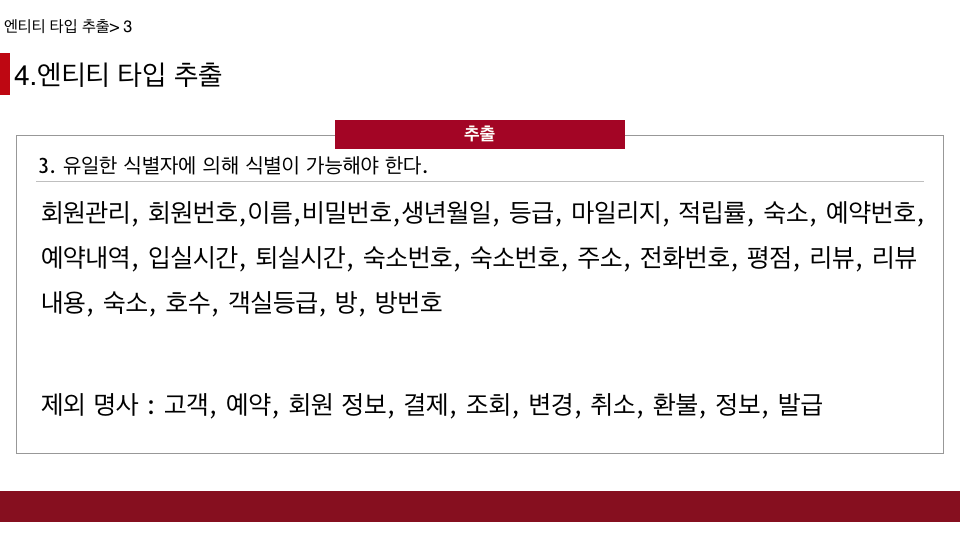 엔티티 타입 추출> 3
4.엔티티 타입 추출
추출
3. 유일한 식별자에 의해 식별이 가능해야 한다.
회원관리, 회원번호,이름,비밀번호,생년월일, 등급, 마일리지, 적립률, 숙소, 예약번호,
예약내역, 입실시간, 퇴실시간, 숙소번호, 숙소번호, 주소, 전화번호, 평점, 리뷰, 리뷰
내용, 숙소, 호수, 객실등급, 방, 방번호
제외 명사 : 고객, 예약, 회원 정보, 결제, 조회, 변경, 취소, 환불, 정보, 발급